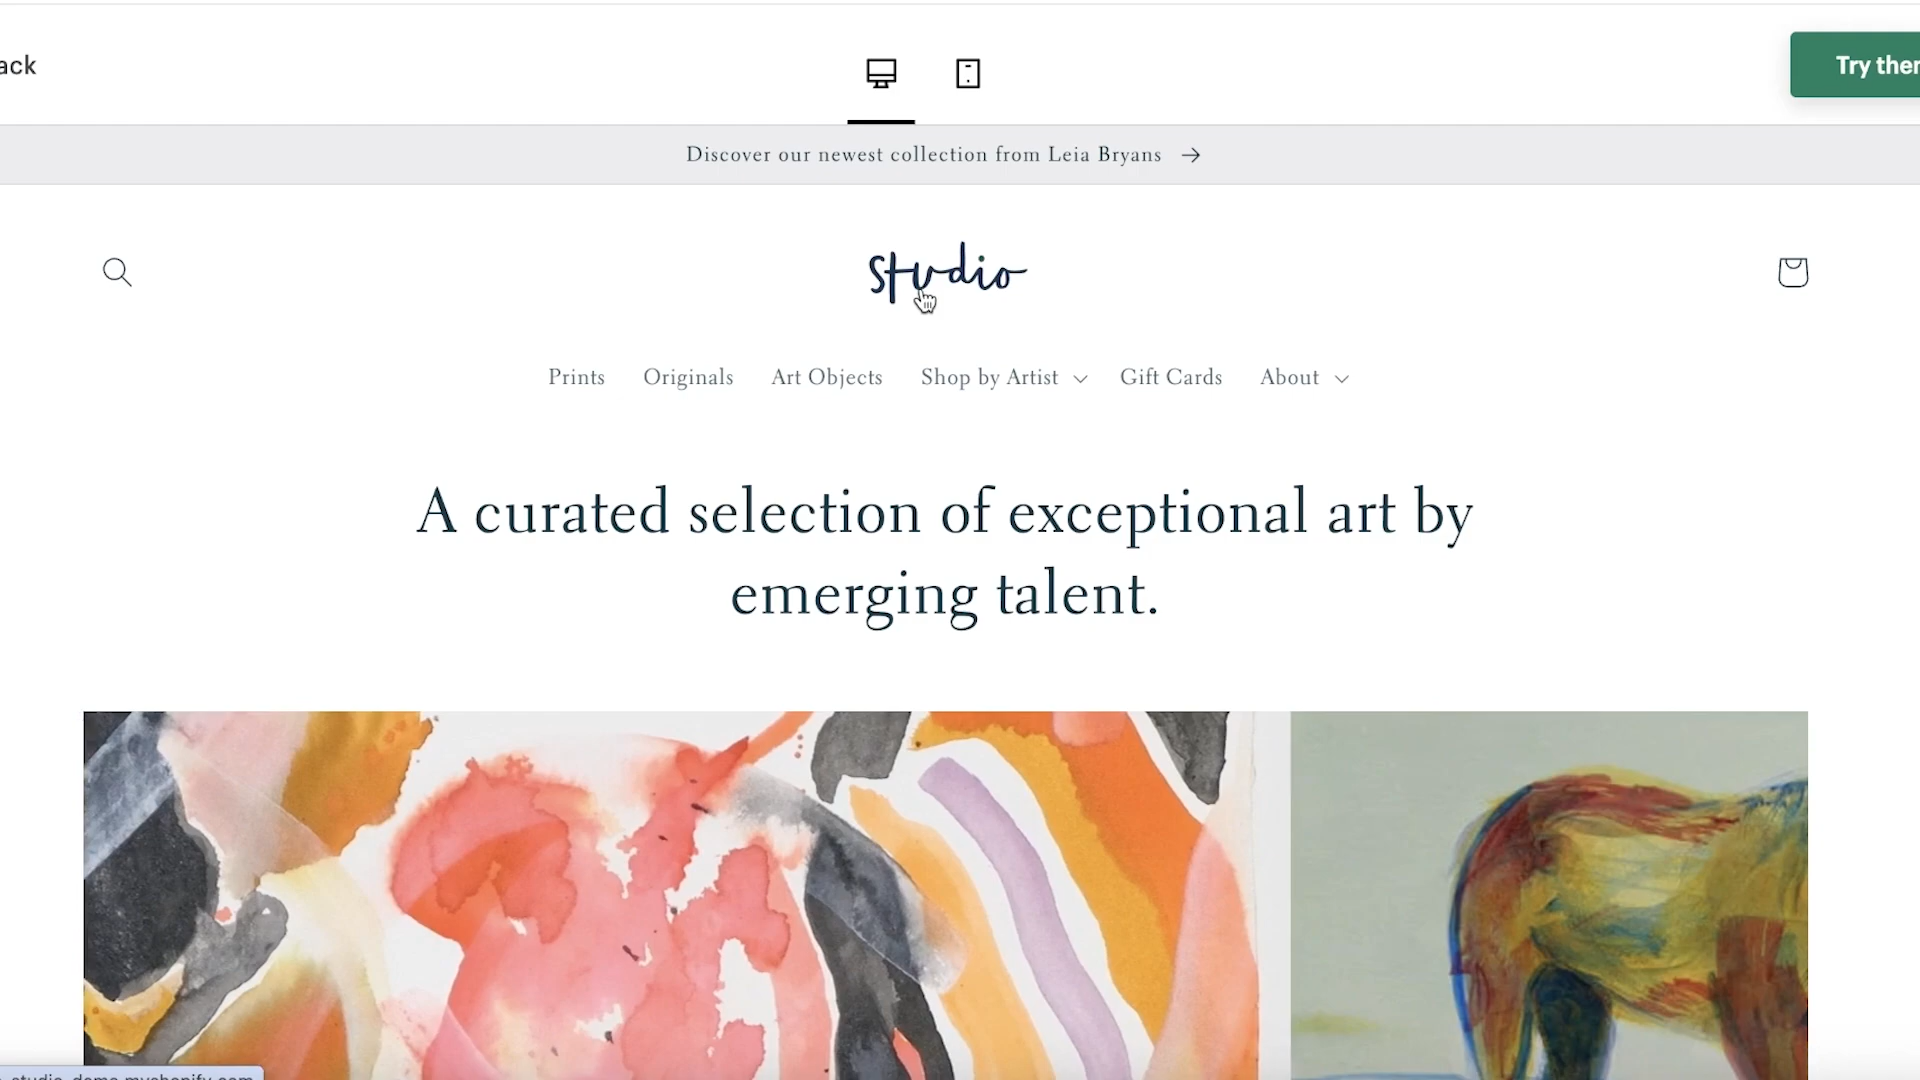 ack
Try ther
Discover our newest collection from Leia Bryans →
studio
Prints Originals Art Objects Shop by Artist Gift Cards About
A curated selection of exceptional art by
emerging talent.